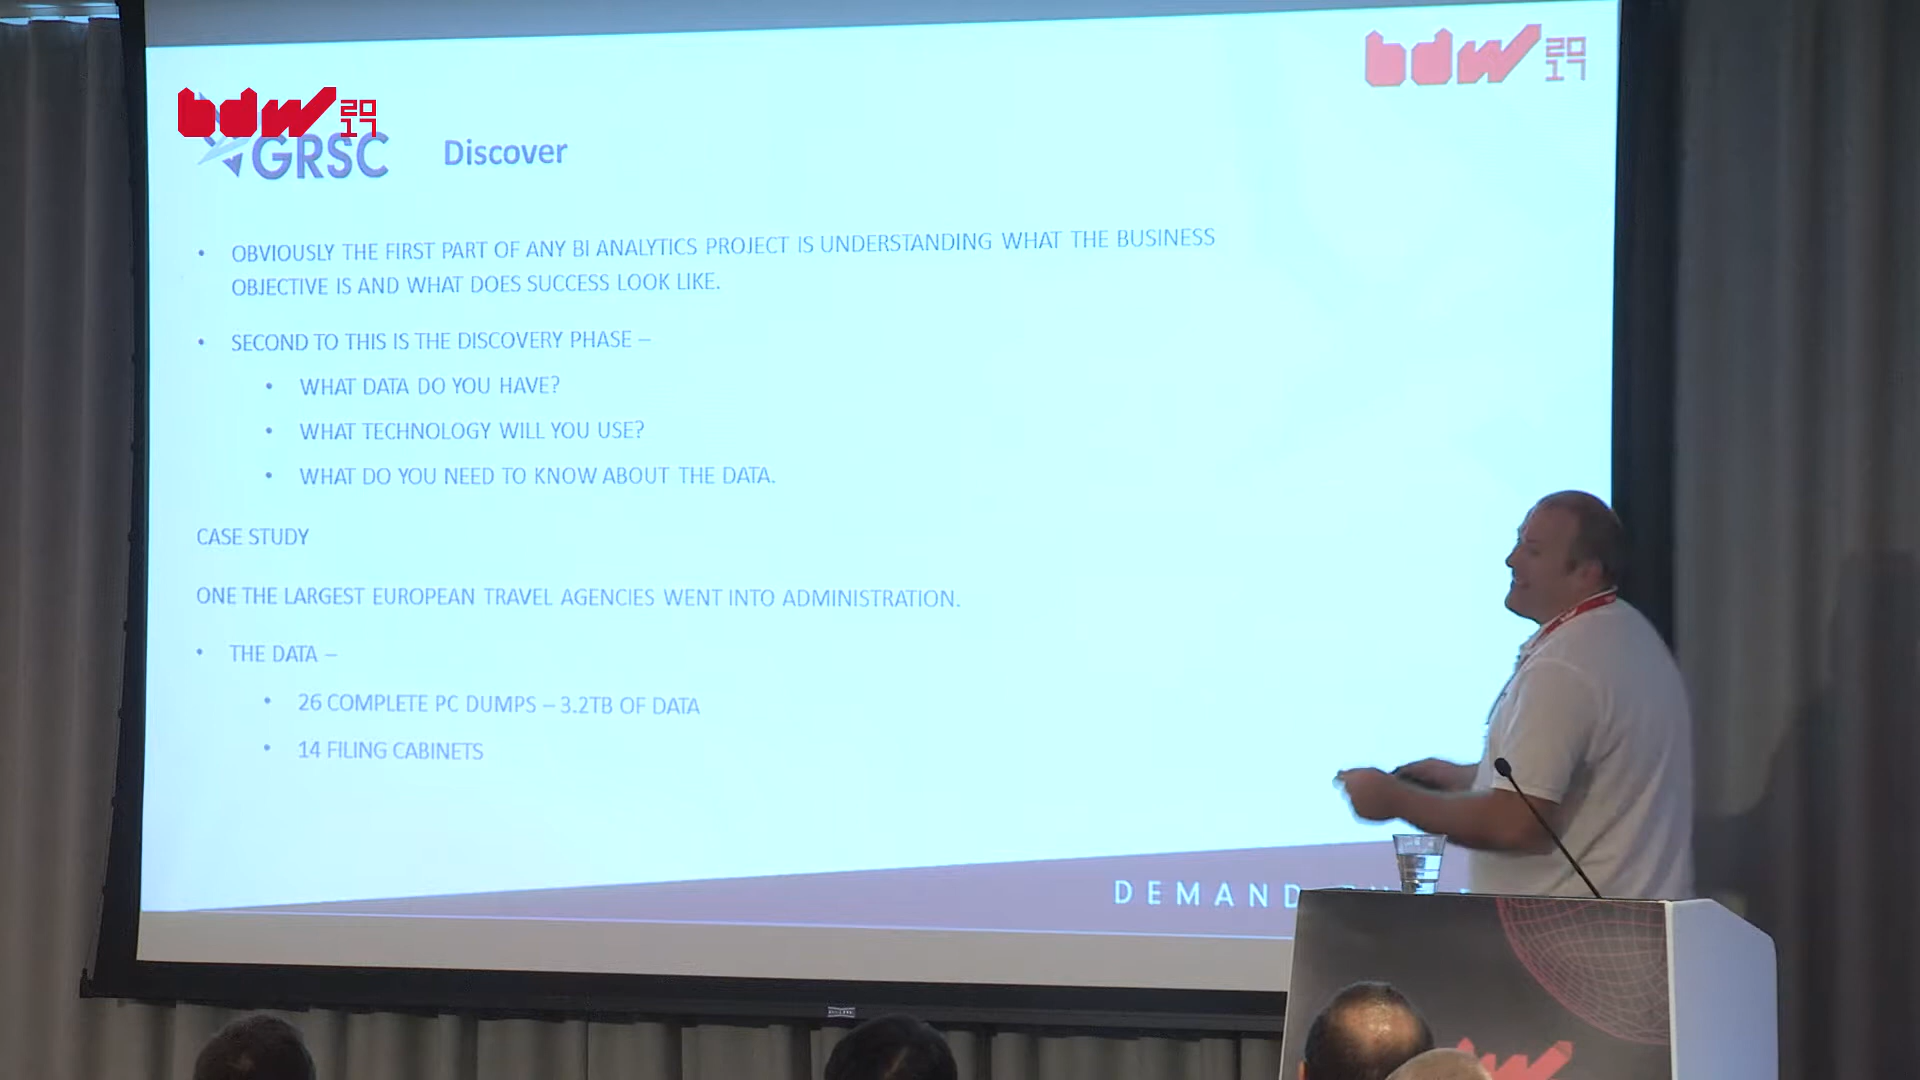 bdw 2017
bdw 2017
GRSC
Discover
• OBVIOUSLY THE FIRST PART OF ANY BI ANALYTICS PROJECT IS UNDERSTANDING WHAT THE BUSINESS
OBJECTIVE IS AND WHAT DOES SUCCESS LOOK LIKE.
• SECOND TO THIS IS THE DISCOVERY PHASE –
• WHAT DATA DO YOU HAVE?
• WHAT TECHNOLOGY WILL YOU USE?
• WHAT DO YOU NEED TO KNOW ABOUT THE DATA.
CASE STUDY
ONE THE LARGEST EUROPEAN TRAVEL AGENCIES WENT INTO ADMINISTRATION.
• THE DATA –
• 26 COMPLETE PC DUMPS – 3.2TB OF DATA
• 14 FILING CABINETS
DEMAND